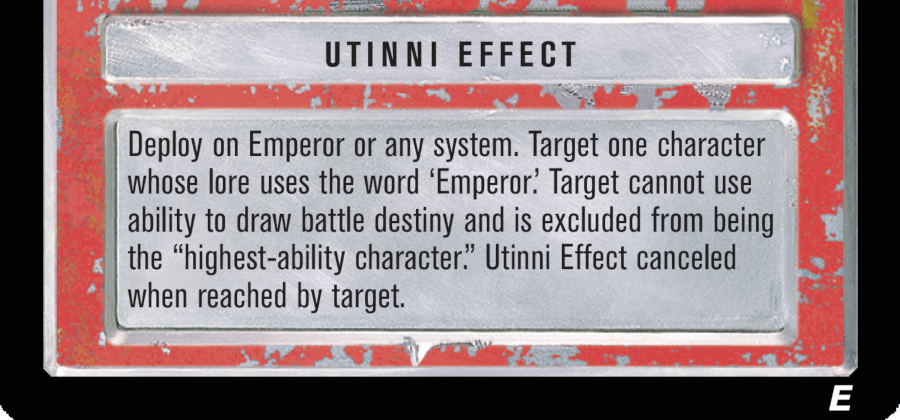 UTINNI EFFECT
Deploy on Emperor or any system. Target one character
whose lore uses the word ‘Emperor.’ Target cannot use
ability to draw battle destiny and is excluded from being
the “highest-ability character.” Utinni Effect canceled
when reached by target.
E